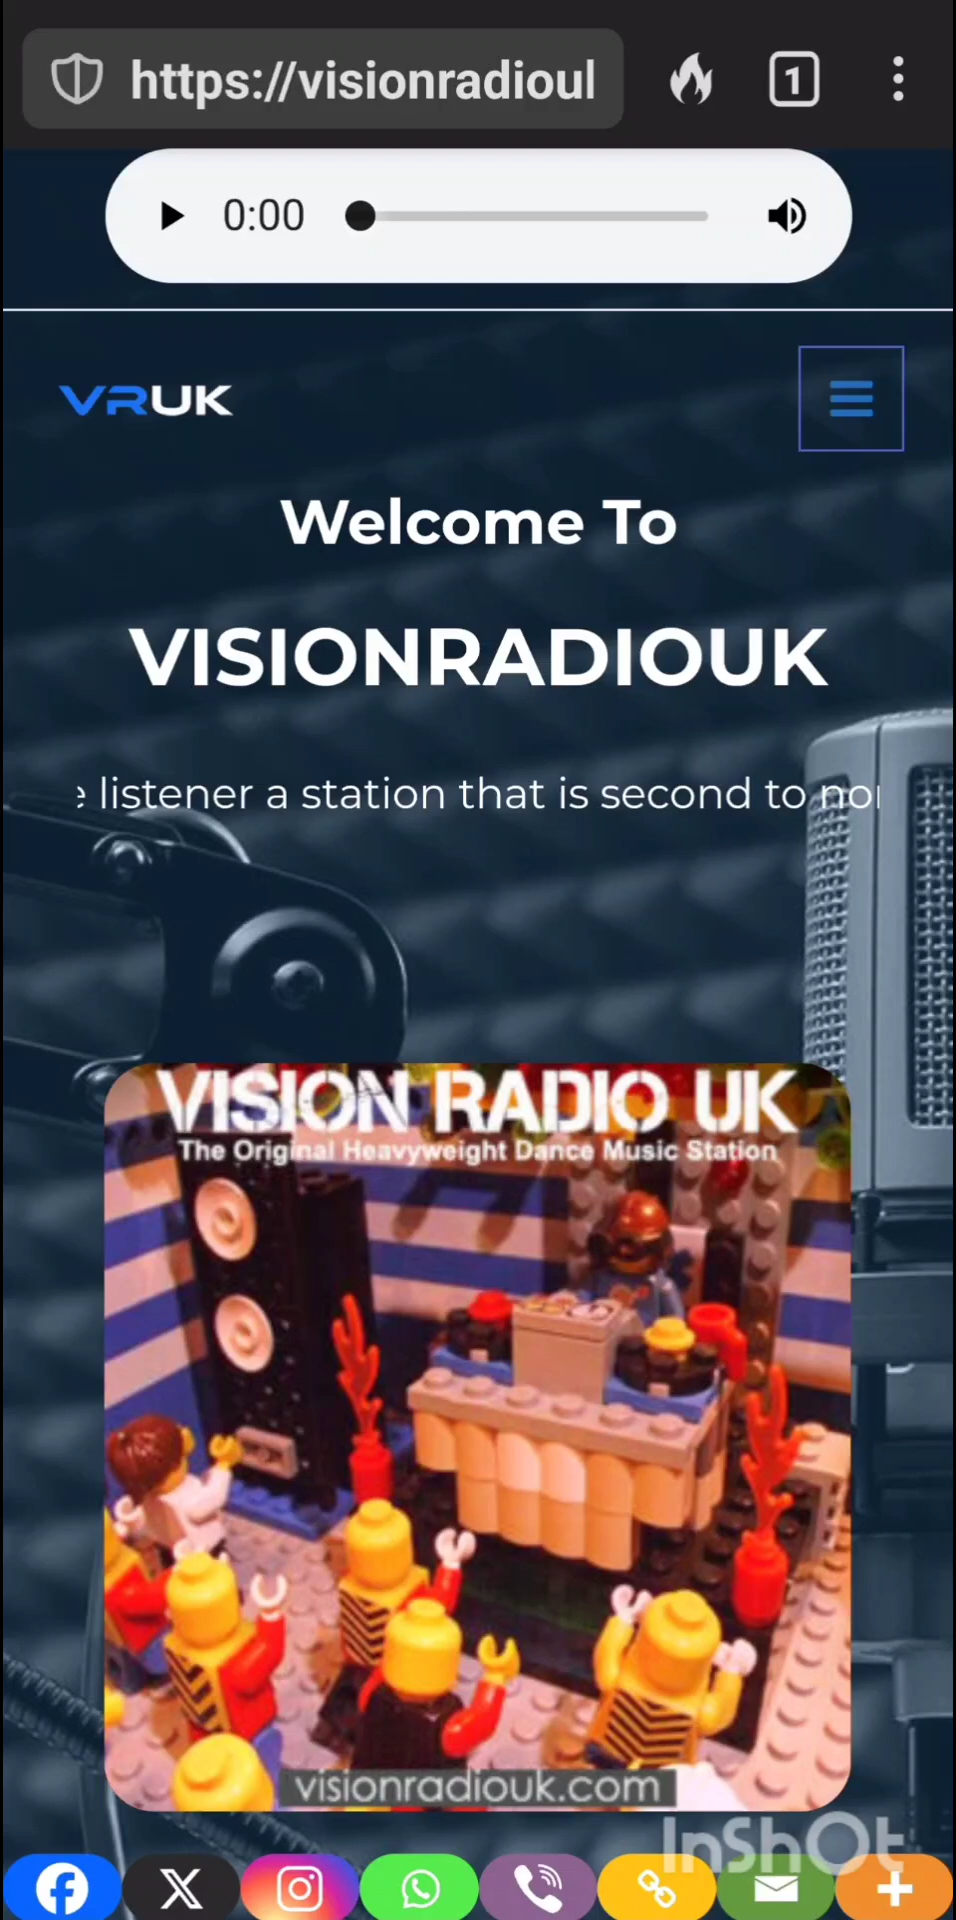 https://visionradioul
1
0:00
VRUK
Welcome To
VISIONRADIOUK
listener a station that is second to
VISION RADIO UK
The Original Heavyweight Dance Music Station
visionradiouk.com
InShOt